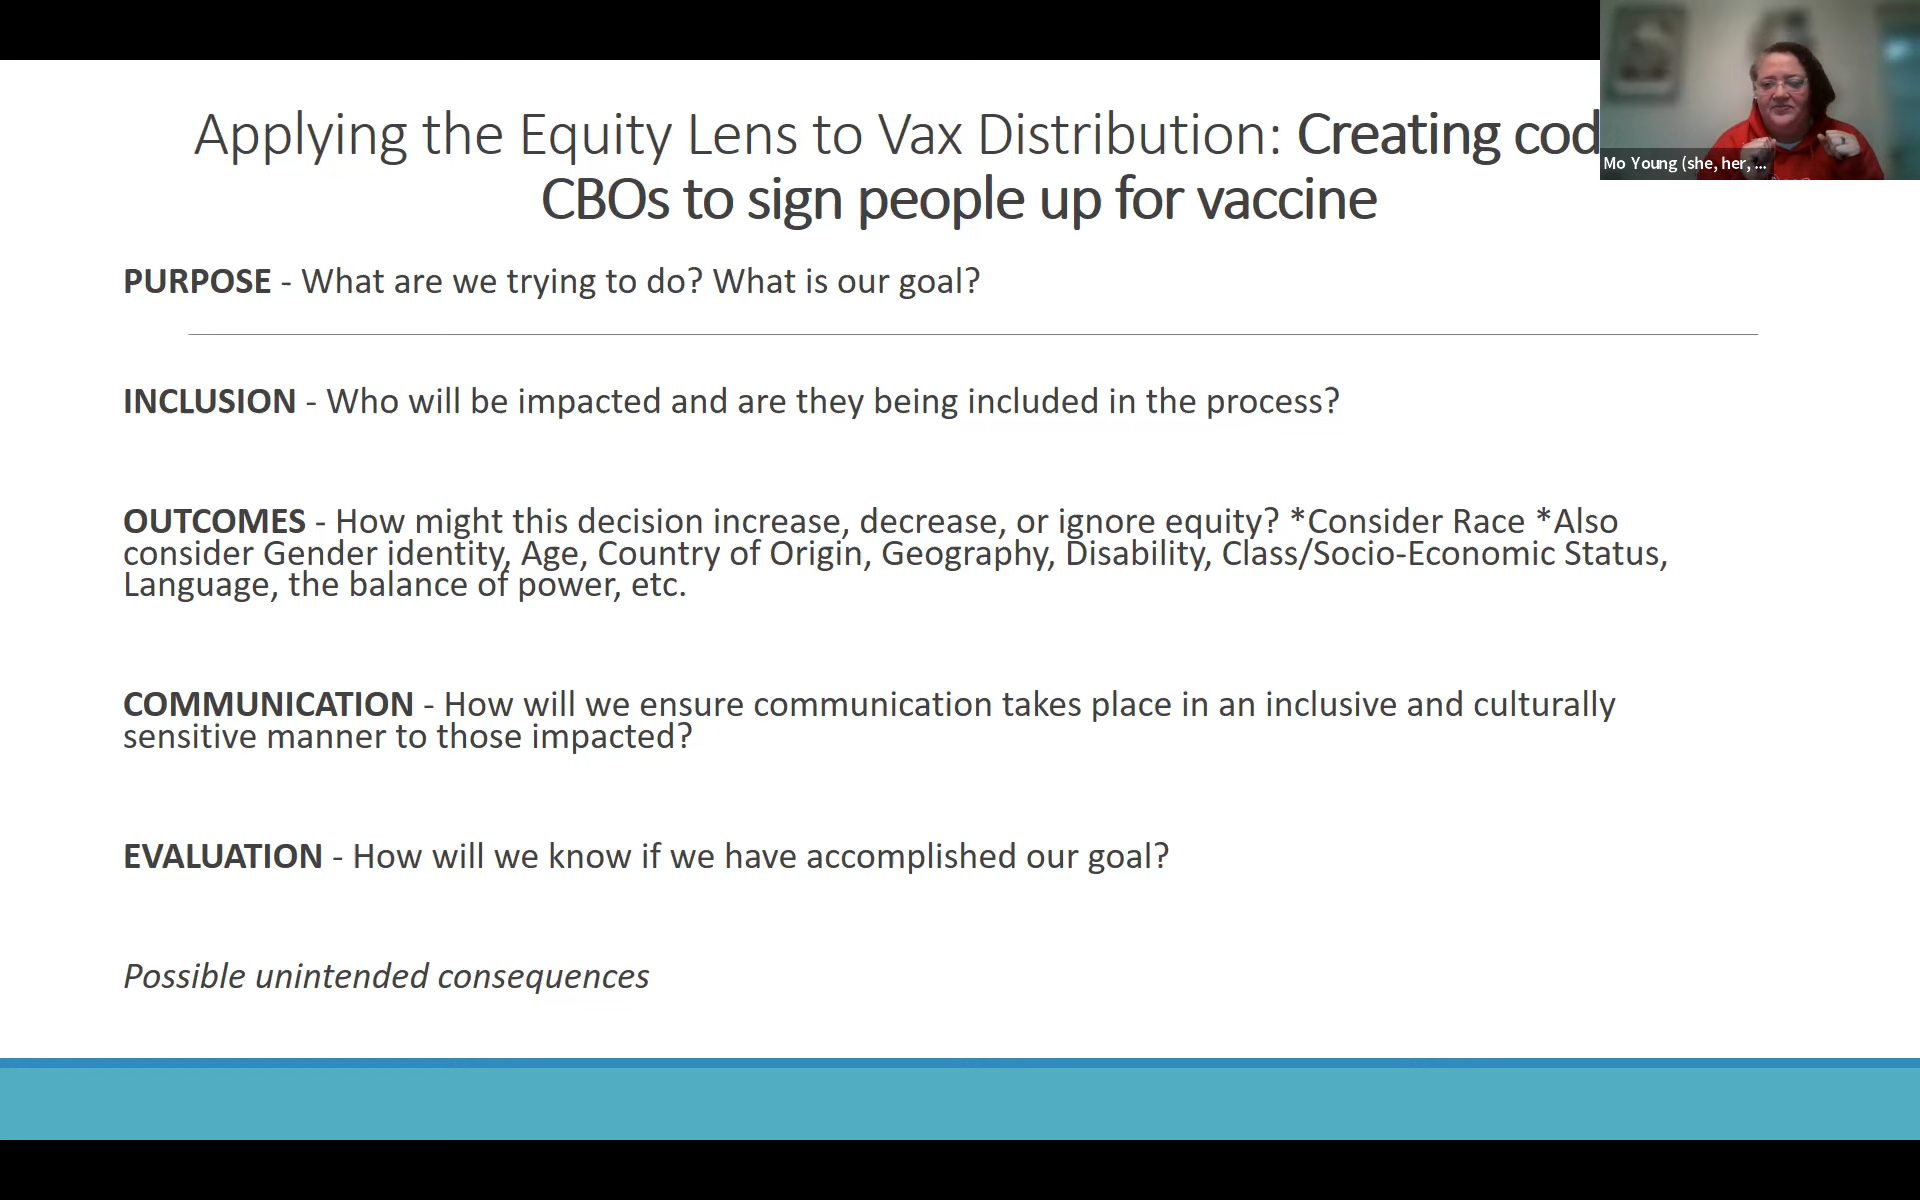 Applying the Equity Lens to Vax Distribution: Creating cod
CBOs to sign people up for vaccine
Mo Young (she, her, ...
PURPOSE - What are we trying to do? What is our goal?
INCLUSION - Who will be impacted and are they being included in the process?
OUTCOMES - How might this decision increase, decrease, or ignore equity? *Consider Race *Also
consider Gender identity, Age, Country of Origin, Geography, Disability, Class/Socio-Economic Status,
Language, the balance of power, etc.
COMMUNICATION - How will we ensure communication takes place in an inclusive and culturally
sensitive manner to those impacted?
EVALUATION - How will we know if we have accomplished our goal?
Possible unintended consequences